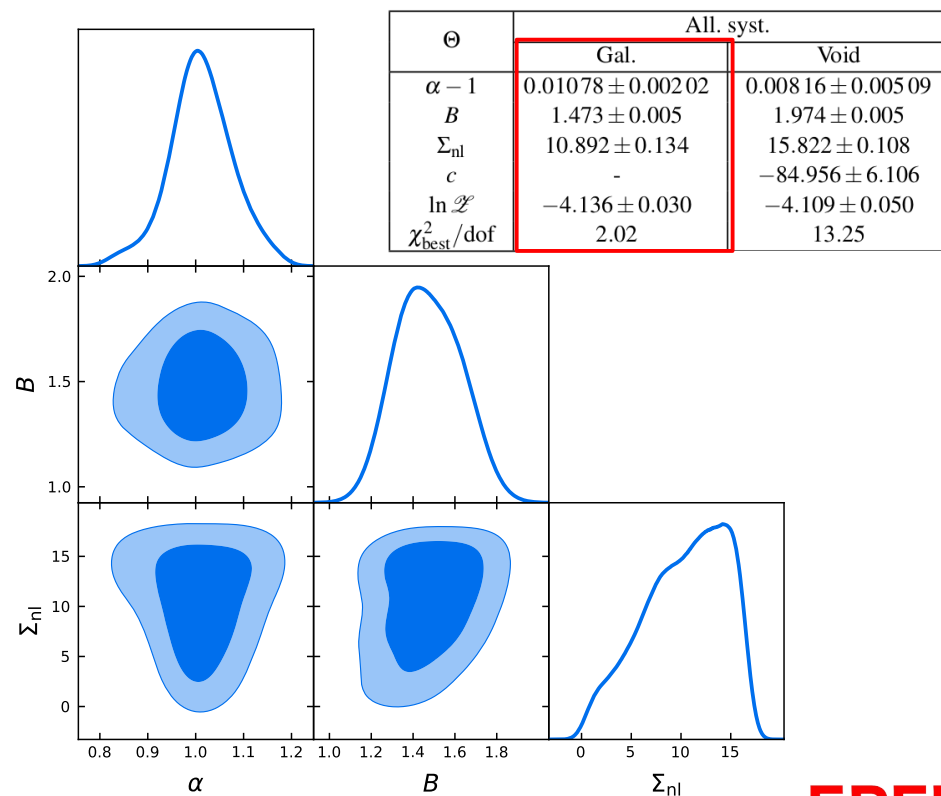 Θ All. syst.
Gal. Void
α − 1 0.01078 ± 0.00202 0.00816 ± 0.00509
B 1.473 ± 0.005 1.974 ± 0.005
Σnl 10.892 ± 0.134 15.822 ± 0.108
c - −84.956 ± 6.106
ln 𝒵 −4.136 ± 0.030 −4.109 ± 0.050
χ²best/dof 2.02 13.25
2.0
1.5
1.0
B
15
10
5
0
Σnl
0.8 0.9 1.0 1.1 1.2 1.0 1.2 1.4 1.6 1.8 0 5 10 15
α B Σnl